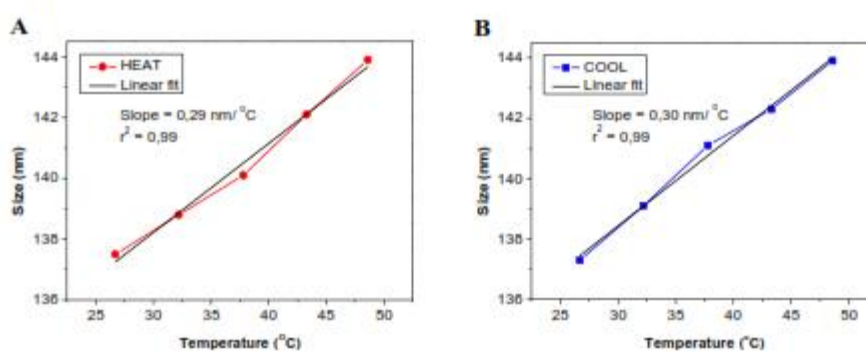 A
HEAT
Linear fit
Slope = 0,29 nm/ °C
r² = 0,99
144
142
140
138
136
Size (nm)
25 30 35 40 45 50
Temperature (°C)
B
COOL
Linear fit
Slope = 0,30 nm/ °C
r² = 0,99
144
142
140
138
136
Size (nm)
25 30 35 40 45 50
Temperature (°C)